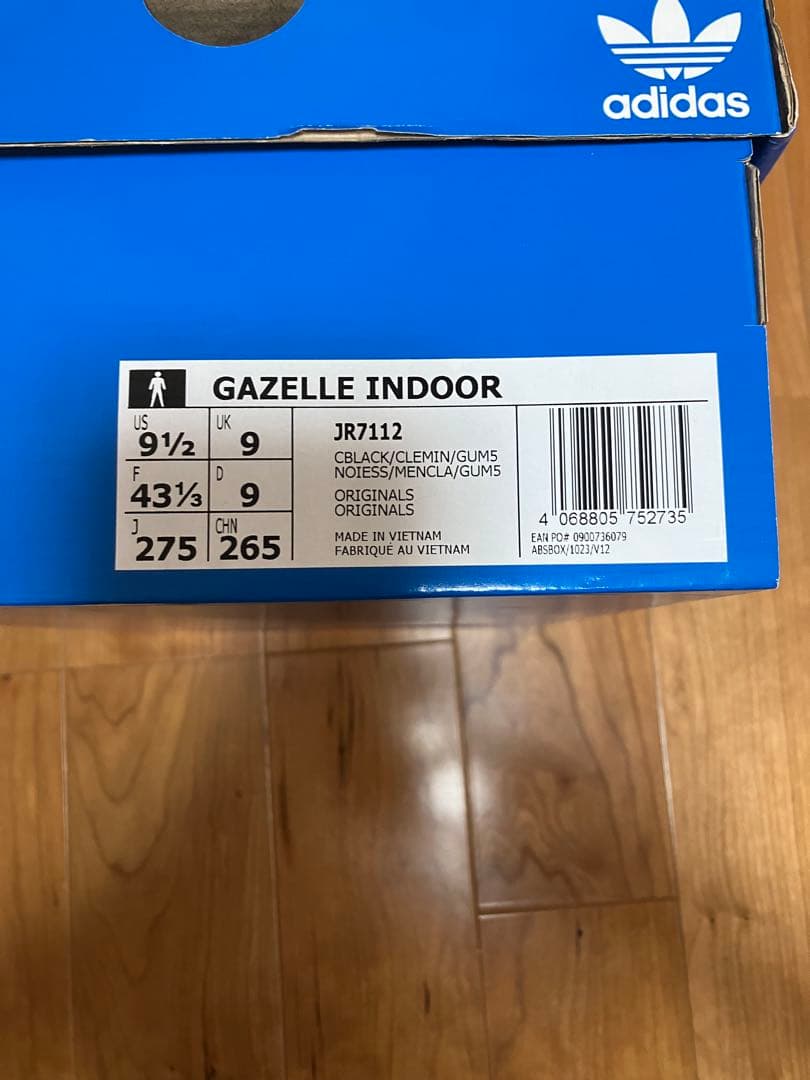 adidas
GAZELLE INDOOR
US
9½
UK
9
F
43⅓
D
9
J
275
CHN
265
JR7112
CBLACK/CLEMIN/GUM5
NOIESS/MENCLA/GUM5
ORIGINALS
ORIGINALS
MADE IN VIETNAM
FABRIQUÉ AU VIETNAM
4 068805 752735
EAN PO# 0900736079
ABSBOX/1023/V12